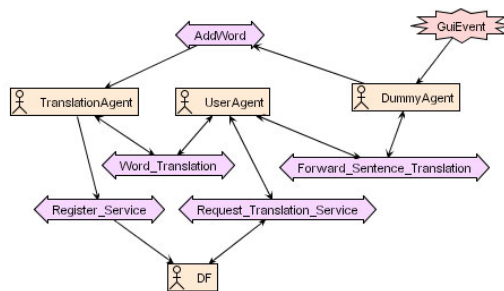 GuiEvent
AddWord
TranslationAgent
UserAgent
DummyAgent
Word_Translation
Forward_Sentence_Translation
Register_Service
Request_Translation_Service
DF